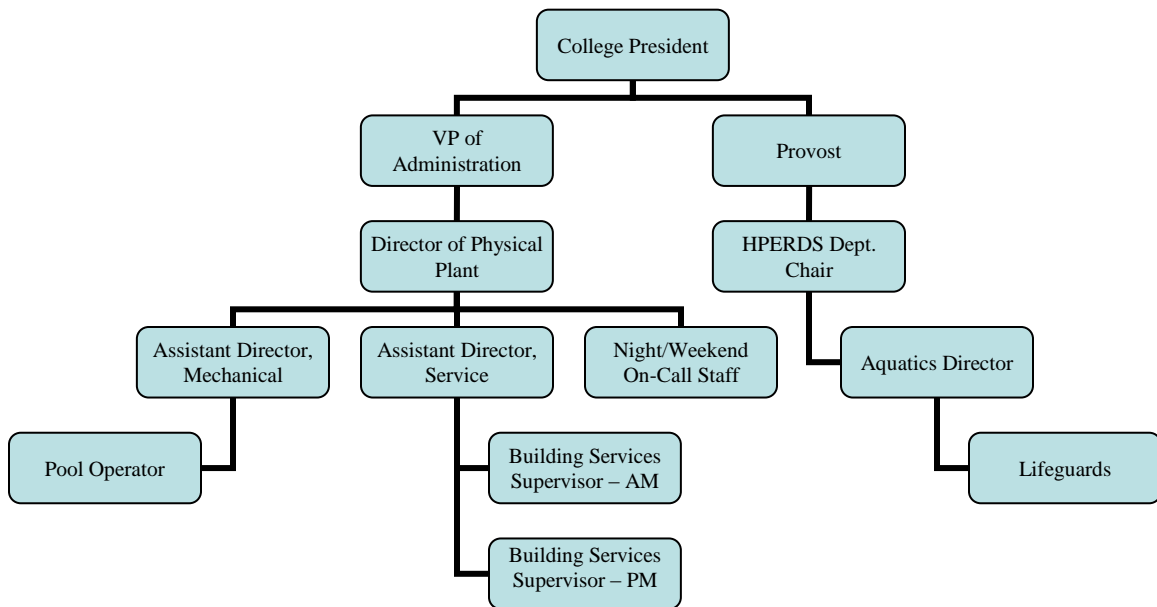 College President
VP of
Administration
Provost
Director of Physical
Plant
HPERDS Dept.
Chair
Assistant Director,
Mechanical
Assistant Director,
Service
Night/Weekend
On-Call Staff
Aquatics Director
Pool Operator
Building Services
Supervisor – AM
Lifeguards
Building Services
Supervisor – PM